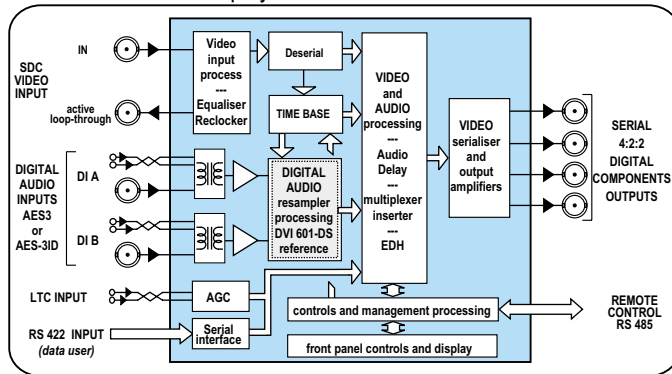 SDC
VIDEO
INPUT
IN
active
loop-through
DIGITAL
AUDIO
INPUTS
AES3
or
AES-3ID
DI A
DI B
LTC INPUT
RS 422 INPUT
(data user)
Video
input
process
---
Equaliser
Reclocker
Deserial
TIME BASE
DIGITAL
AUDIO
resampler
processing
DVI 601-DS
reference
AGC
Serial
interface
VIDEO
and
AUDIO
processing
---
Audio
Delay
---
multiplexer
inserter
---
EDH
controls and management processing
front panel controls and display
VIDEO
serialiser
and
output
amplifiers
SERIAL
4:2:2
DIGITAL
COMPONENTS
OUTPUTS
REMOTE
CONTROL
RS 485